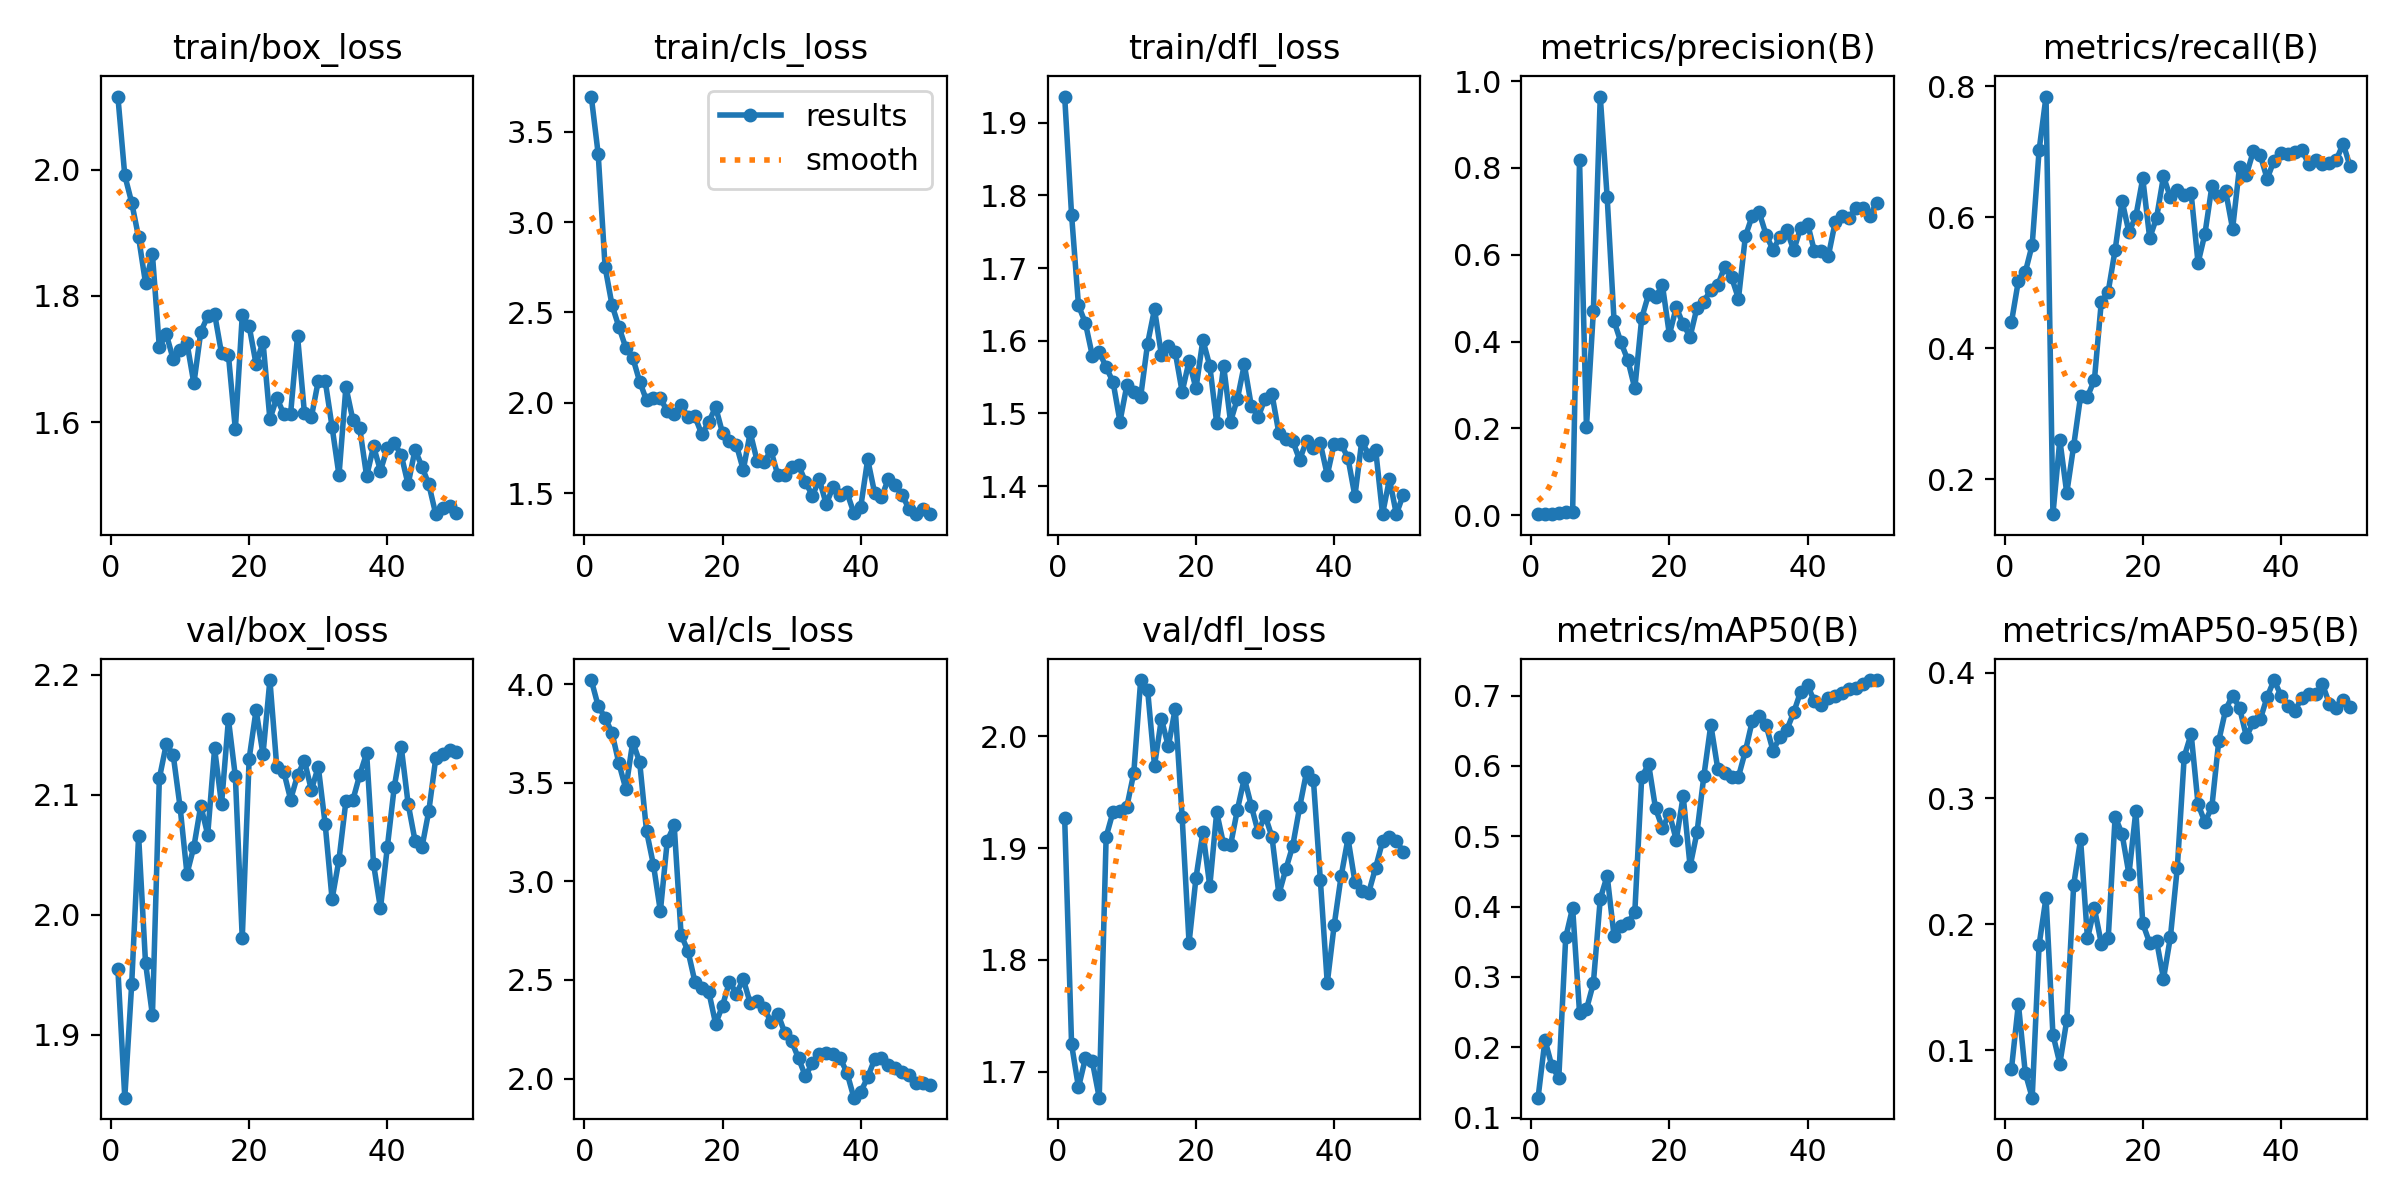 train/box_loss
2.0
1.8
1.6
0 20 40
train/cls_loss
results
smooth
3.5
3.0
2.5
2.0
1.5
0 20 40
train/dfl_loss
1.9
1.8
1.7
1.6
1.5
1.4
0 20 40
metrics/precision(B)
1.0
0.8
0.6
0.4
0.2
0.0
0 20 40
metrics/recall(B)
0.8
0.6
0.4
0.2
0 20 40
val/box_loss
2.2
2.1
2.0
1.9
0 20 40
val/cls_loss
4.0
3.5
3.0
2.5
2.0
0 20 40
val/dfl_loss
2.0
1.9
1.8
1.7
0 20 40
metrics/mAP50(B)
0.7
0.6
0.5
0.4
0.3
0.2
0.1
0 20 40
metrics/mAP50-95(B)
0.4
0.3
0.2
0.1
0 20 40